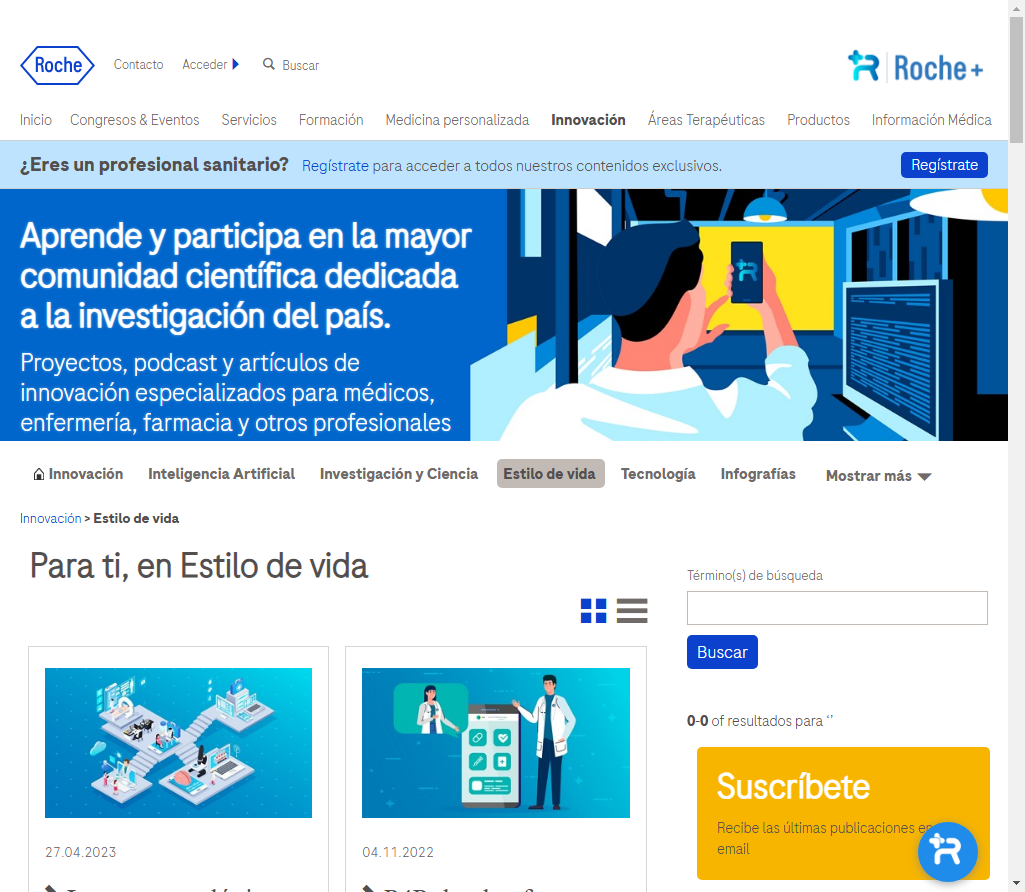 Roche
Contacto Acceder Buscar
Roche+
Inicio Congresos & Eventos Servicios Formación Medicina personalizada Innovación Áreas Terapéuticas Productos Información Médica
¿Eres un profesional sanitario? Regístrate para acceder a todos nuestros contenidos exclusivos. Regístrate
Aprende y participa en la mayor
comunidad científica dedicada
a la investigación del país.
Proyectos, podcast y artículos de
innovación especializados para médicos,
enfermería, farmacia y otros profesionales
Innovación Inteligencia Artificial Investigación y Ciencia Estilo de vida Tecnología Infografías Mostrar más
Innovación > Estilo de vida
Para ti, en Estilo de vida
Término(s) de búsqueda
Buscar
0-0 of resultados para ‘’
Suscríbete
Recibe las últimas publicaciones en
email
27.04.2023
04.11.2022